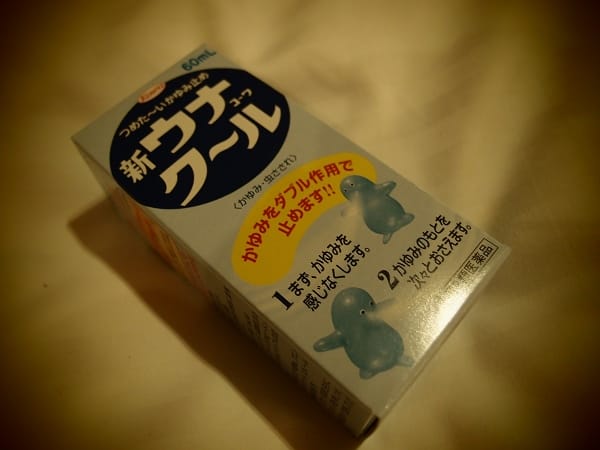 60mL
Kowa
つめた〜いかゆみ止め
新ウナ
コーワ
ク〜ル
〈かゆみ・虫さされ〉
かゆみをダブル作用で
止めます!!
1 まず、かゆみを
感じなくします。
2 かゆみのもとを
次々とおさえます。
医薬品